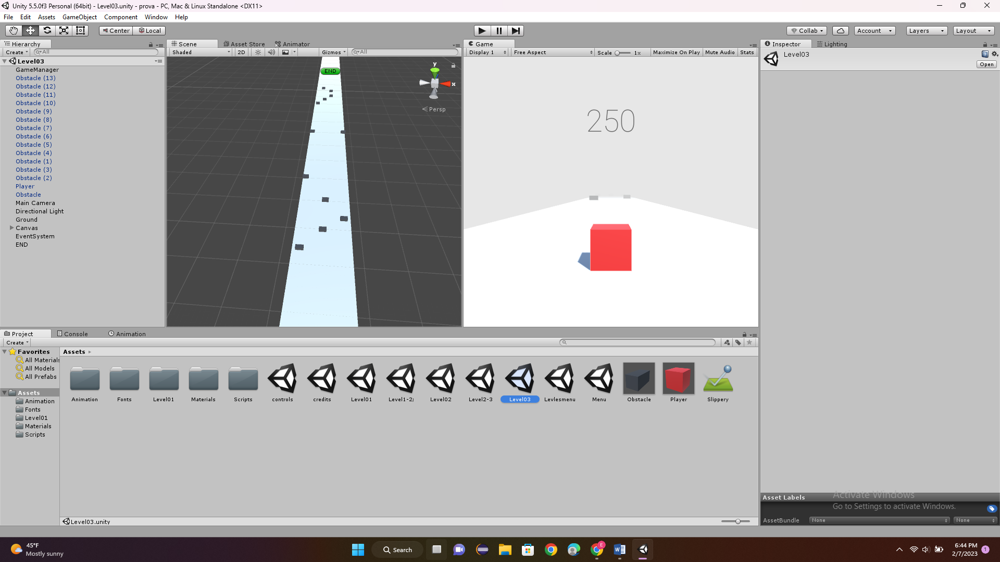 Unity 5.5.0f3 Personal (64bit) - Level03.unity - prova - PC, Mac & Linux Standalone <DX11>
File Edit Assets GameObject Component Window Help
Center Local Collab Account Layers Layout
Hierarchy
Create All
Level03
GameManager
Obstacle (13)
Obstacle (12)
Obstacle (11)
Obstacle (10)
Obstacle (9)
Obstacle (8)
Obstacle (7)
Obstacle (6)
Obstacle (5)
Obstacle (4)
Obstacle (1)
Obstacle (3)
Obstacle (2)
Player
Obstacle
Main Camera
Directional Light
Ground
Canvas
EventSystem
END
Scene Asset Store Animator
Shaded 2D Gizmos All
END
y
x
Persp
Game
Display 1 Free Aspect Scale 1x Maximize On Play Mute Audio Stats
250
Inspector Lighting
Level03
Open
Project Console Animation
Create
Favorites
All Materials
All Models
All Prefabs
Assets
Animation
Fonts
Level01
Materials
Scripts
Assets
Animation Fonts Level01 Materials Scripts controls credits Level01 Level1-2; Level02 Level2-3 Level03 Levlesmenu Menu Obstacle Player Slippery
Level03.unity
Asset Labels
Activate Windows
Go to Settings to activate Windows.
AssetBundle None None
45°F
Mostly sunny
Search
E
6:44 PM
2/7/2023
1